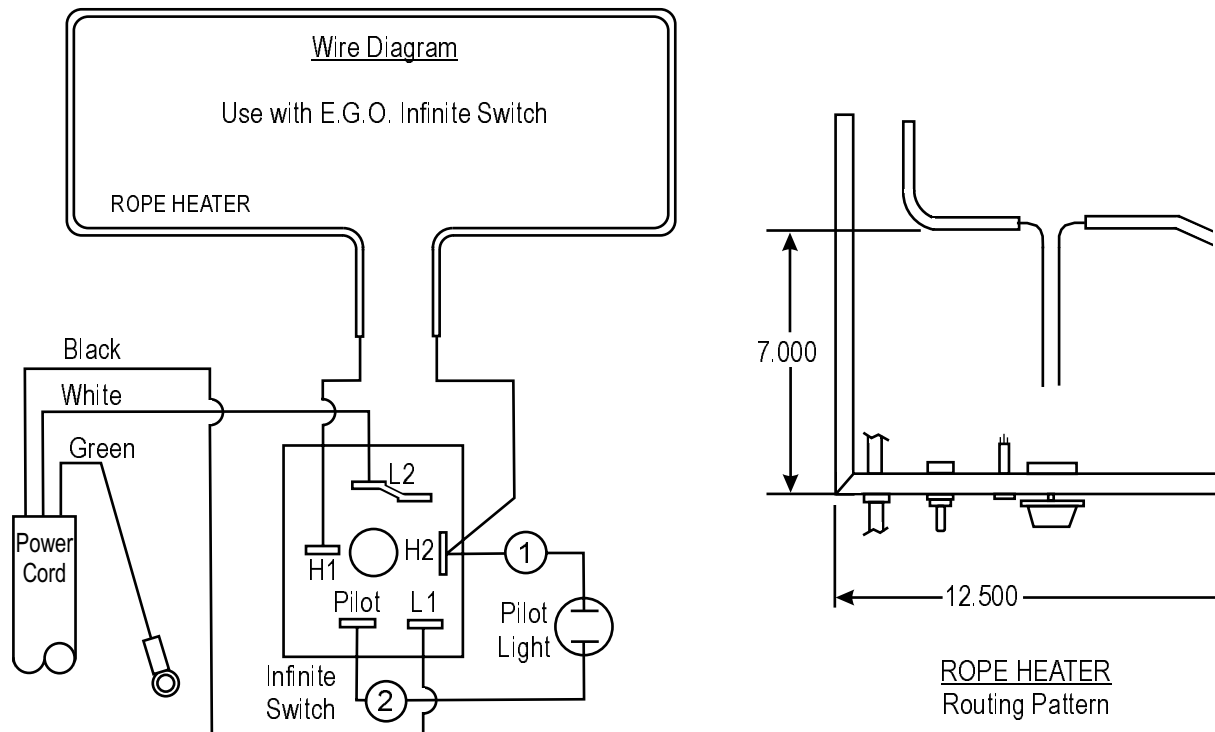 Wire Diagram
Use with E.G.O. Infinite Switch
ROPE HEATER
Black
White
Green
Power
Cord
L2
H1
H2
Pilot
L1
1
2
Pilot
Light
Infinite
Switch
7.000
12.500
ROPE HEATER
Routing Pattern